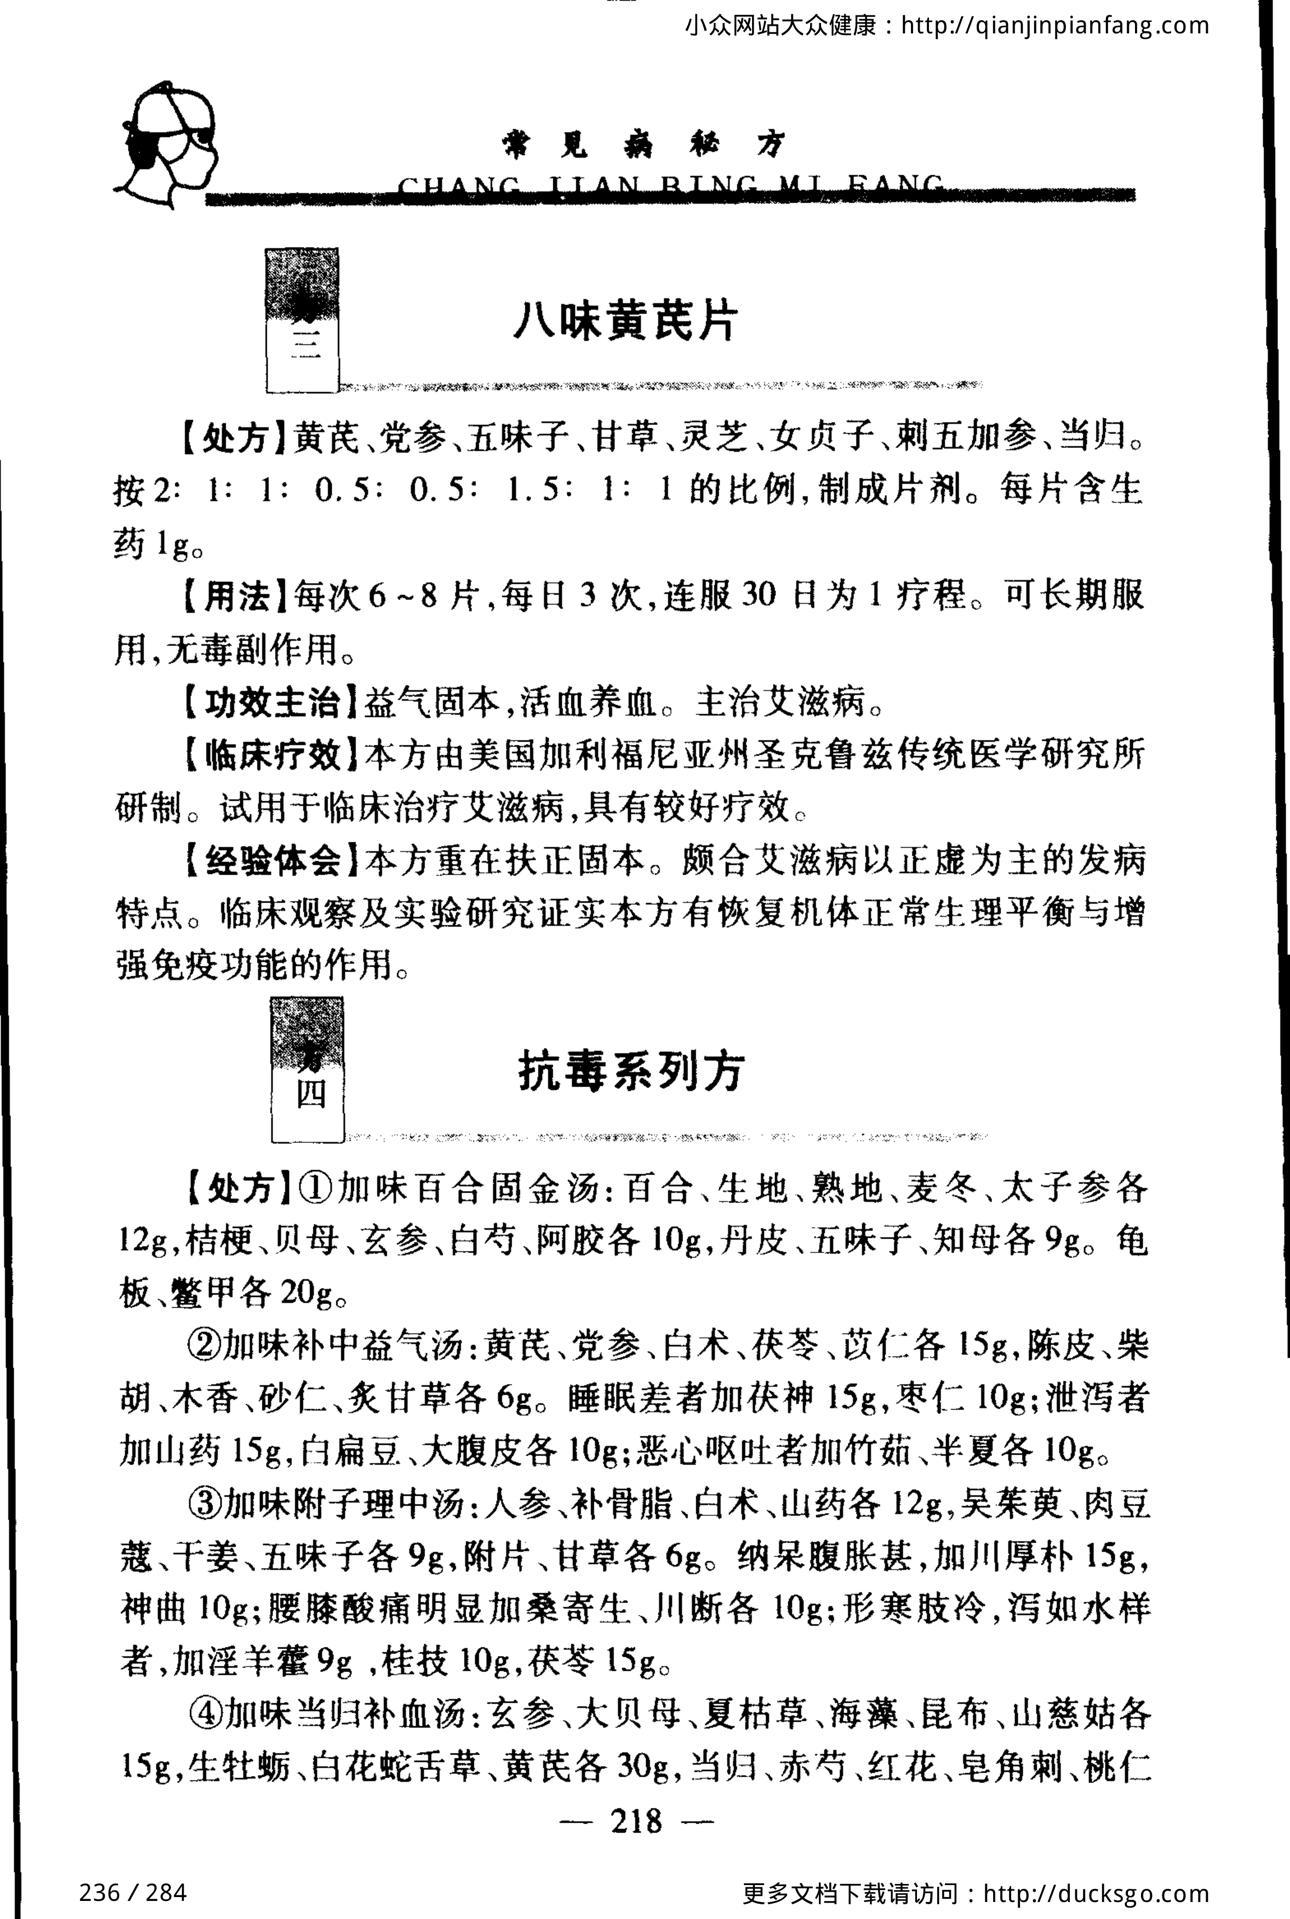 小众网站大众健康：http://qianjinpianfang.com
常见病秘方
CHANG JIAN BING MI FANG
方三
八味黄芪片
【处方】黄芪、党参、五味子、甘草、灵芝、女贞子、刺五加参、当归。
按2：1：1：0.5：0.5：1.5：1：1的比例,制成片剂。每片含生
药1g。
【用法】每次6~8片,每日3次,连服30日为1疗程。可长期服
用,无毒副作用。
【功效主治】益气固本,活血养血。主治艾滋病。
【临床疗效】本方由美国加利福尼亚州圣克鲁兹传统医学研究所
研制。试用于临床治疗艾滋病,具有较好疗效。
【经验体会】本方重在扶正固本。颇合艾滋病以正虚为主的发病
特点。临床观察及实验研究证实本方有恢复机体正常生理平衡与增
强免疫功能的作用。
方四
抗毒系列方
【处方】①加味百合固金汤:百合、生地、熟地、麦冬、太子参各
12g,桔梗、贝母、玄参、白芍、阿胶各10g,丹皮、五味子、知母各9g。龟
板、鳖甲各20g。
②加味补中益气汤:黄芪、党参、白术、茯苓、苡仁各15g,陈皮、柴
胡、木香、砂仁、炙甘草各6g。睡眠差者加茯神15g,枣仁10g;泄泻者
加山药15g,白扁豆、大腹皮各10g;恶心呕吐者加竹茹、半夏各10g。
③加味附子理中汤:人参、补骨脂、白术、山药各12g,吴茱萸、肉豆
蔻、干姜、五味子各9g,附片、甘草各6g。纳呆腹胀甚,加川厚朴15g,
神曲10g;腰膝酸痛明显加桑寄生、川断各10g;形寒肢冷,泻如水样
者,加淫羊藿9g ,桂技10g,茯苓15g。
④加味当归补血汤:玄参、大贝母、夏枯草、海藻、昆布、山慈姑各
15g,生牡蛎、白花蛇舌草、黄芪各30g,当归、赤芍、红花、皂角刺、桃仁
— 218 —
236 / 284
更多文档下载请访问：http://ducksgo.com